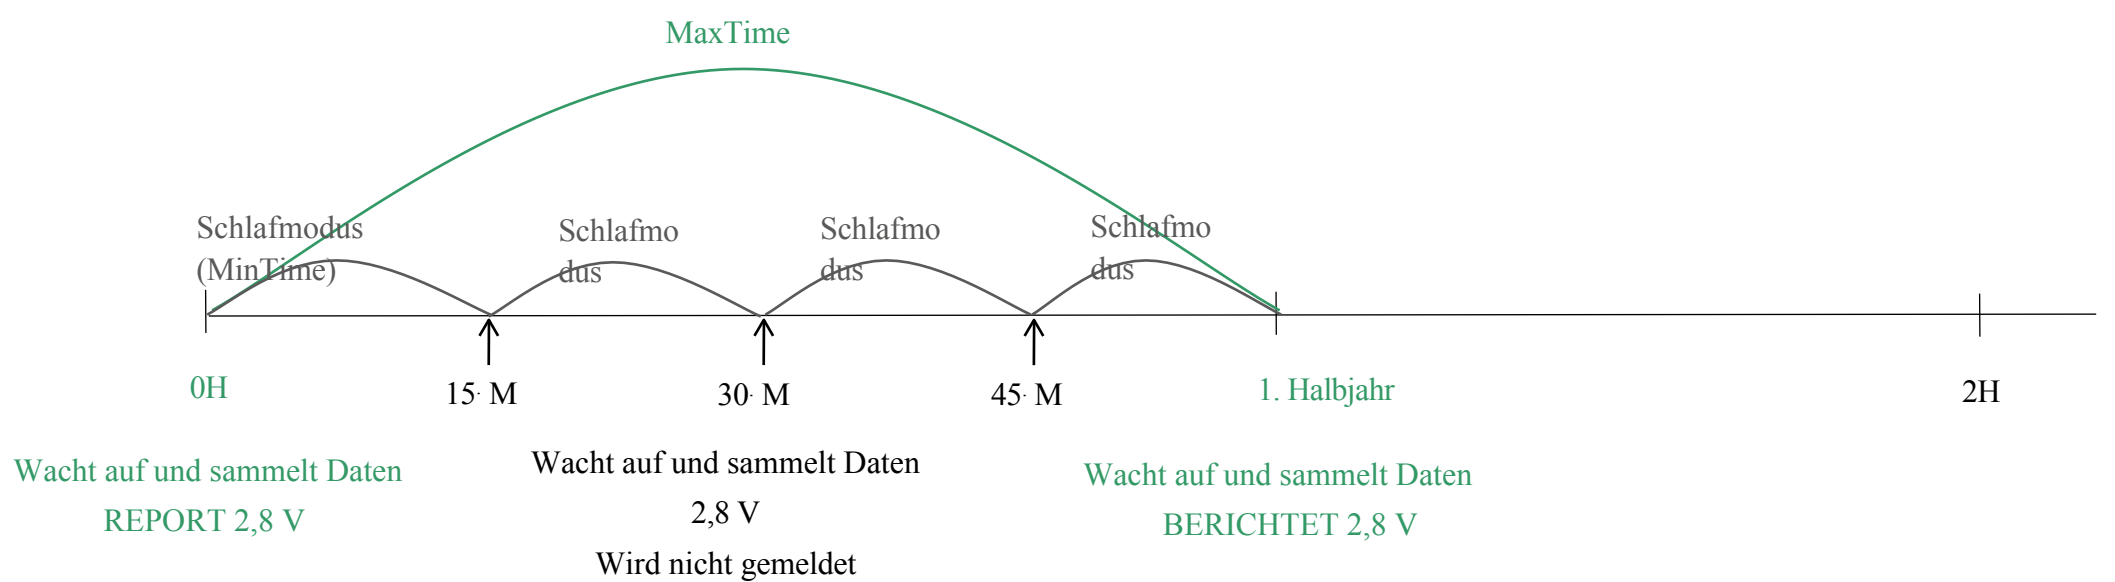 MaxTime
Schlafmodus
(MinTime)
Schlafmo
dus
Schlafmo
dus
Schlafmo
dus
0H
15· M
30· M
45· M
1. Halbjahr
2H
Wacht auf und sammelt Daten
REPORT 2,8 V
Wacht auf und sammelt Daten
2,8 V
Wird nicht gemeldet
Wacht auf und sammelt Daten
BERICHTET 2,8 V